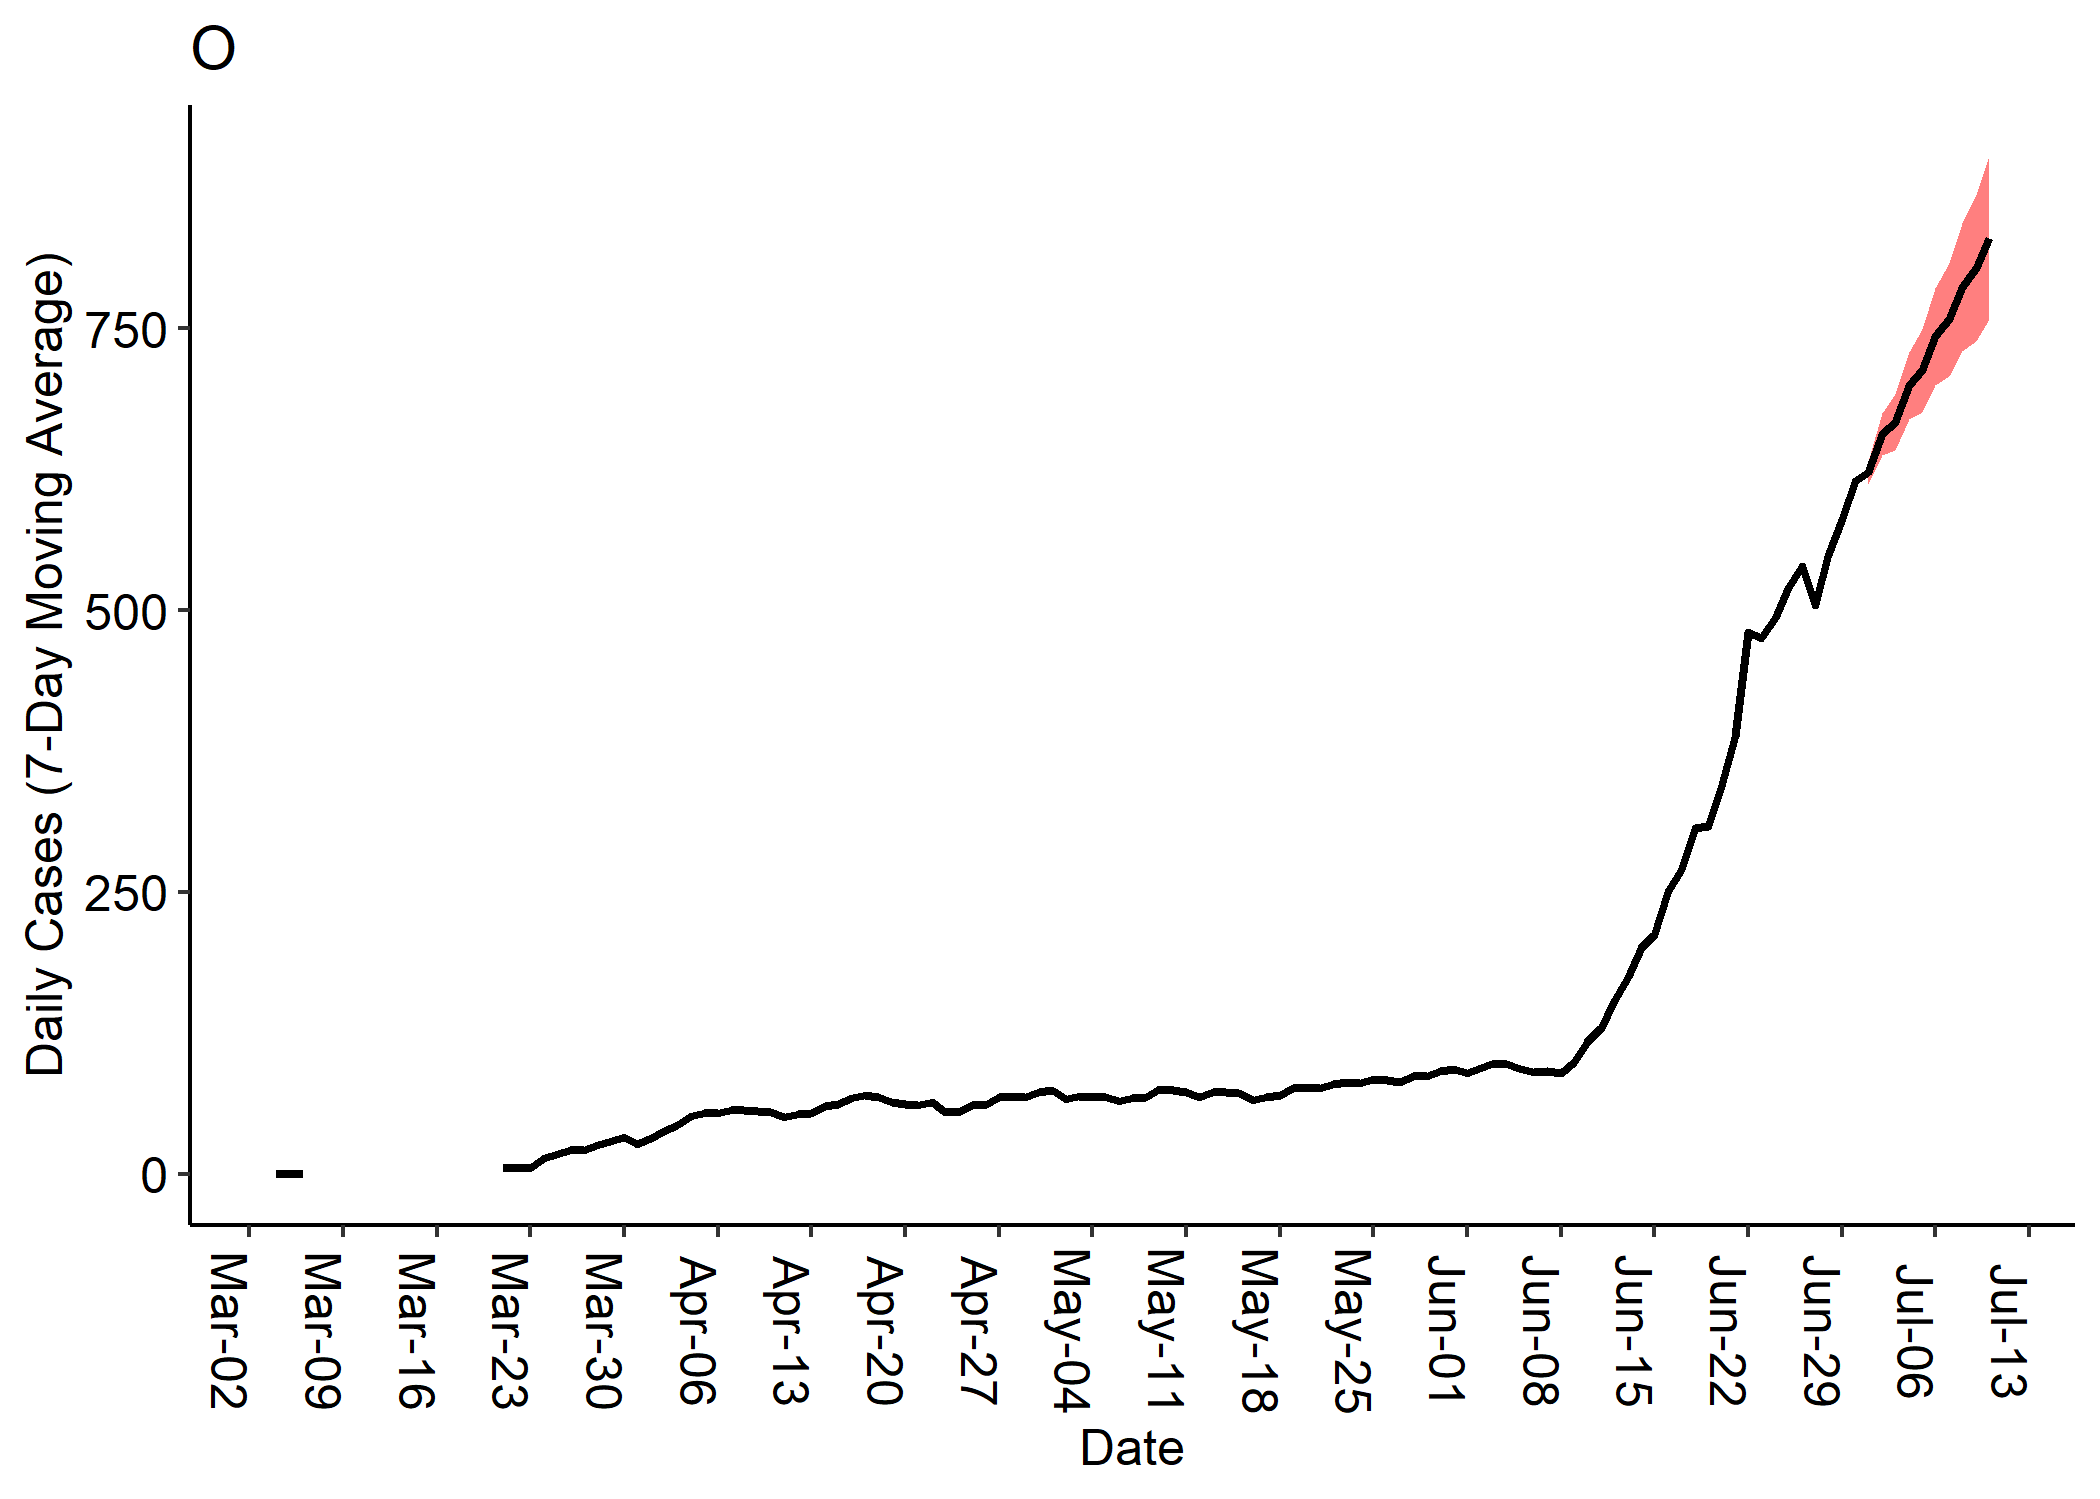 O
Daily Cases (7-Day Moving Average)
750
500
250
0
Mar-02
Mar-09
Mar-16
Mar-23
Mar-30
Apr-06
Apr-13
Apr-20
Apr-27
May-04
May-11
May-18
May-25
Jun-01
Jun-08
Jun-15
Jun-22
Jun-29
Jul-06
Jul-13
Date